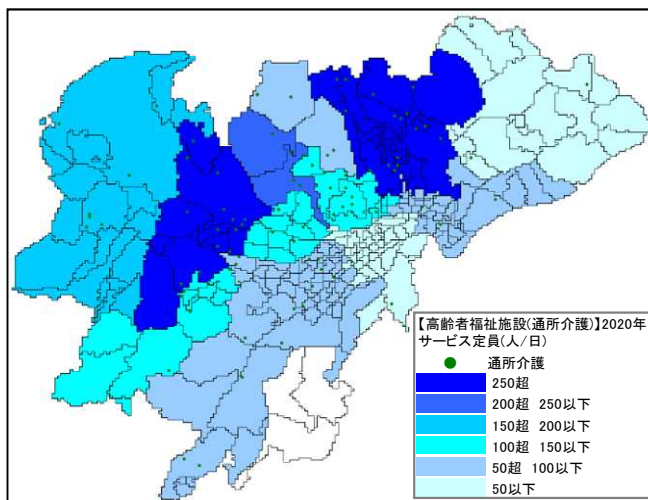 【高齢者福祉施設(通所介護)】2020年
サービス定員(人/日)
通所介護
250超
200超 250以下
150超 200以下
100超 150以下
50超 100以下
50以下